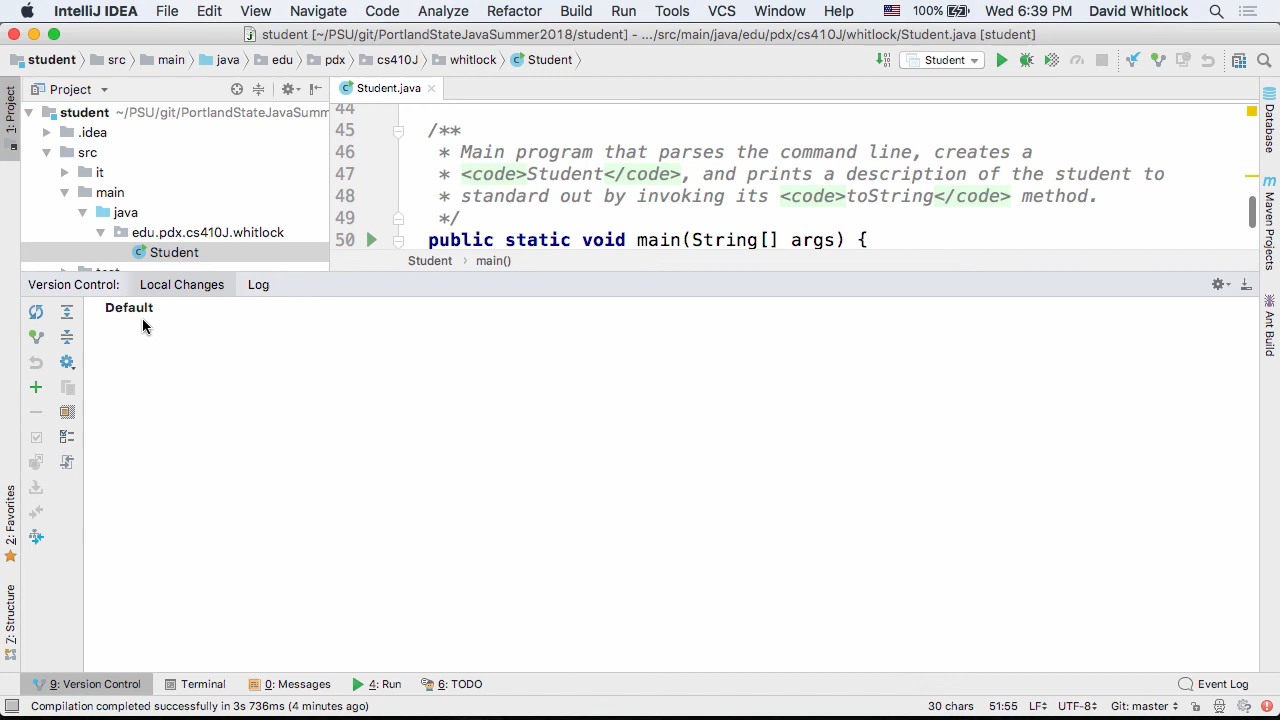 IntelliJ IDEA File Edit View Navigate Code Analyze Refactor Build Run Tools VCS Window Help 100% Wed 6:39 PM David Whitlock
student [~/PSU/git/PortlandStateJavaSummer2018/student] - .../src/main/java/edu/pdx/cs410J/whitlock/Student.java [student]
student src main java edu pdx cs410J whitlock Student Student
1: Project
Project
Student.java
student ~/PSU/git/PortlandStateJavaSumm
.idea
src
it
main
java
edu.pdx.cs410J.whitlock
Student
44
45 /**
46 * Main program that parses the command line, creates a
47 * <code>Student</code>, and prints a description of the student to
48 * standard out by invoking its <code>toString</code> method.
49 */
50 public static void main(String[] args) {
Student main()
Database
Maven Projects
Ant Build
Version Control: Local Changes Log
Default
2: Favorites
7: Structure
9: Version Control Terminal 0: Messages 4: Run 6: TODO Event Log
Compilation completed successfully in 3s 736ms (4 minutes ago) 30 chars 51:55 LF UTF-8 Git: master